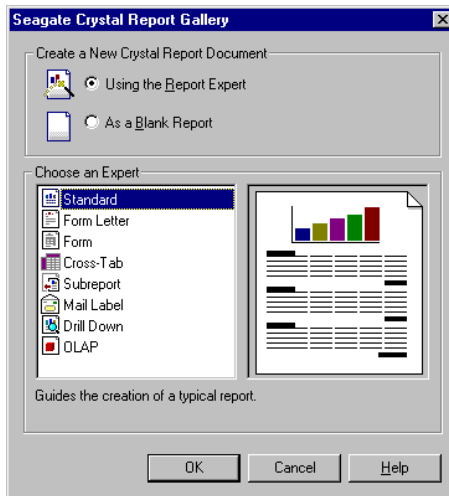 Seagate Crystal Report Gallery
Create a New Crystal Report Document
Using the Report Expert
As a Blank Report
Choose an Expert
Standard
Form Letter
Form
Cross-Tab
Subreport
Mail Label
Drill Down
OLAP
Guides the creation of a typical report.
OK Cancel Help